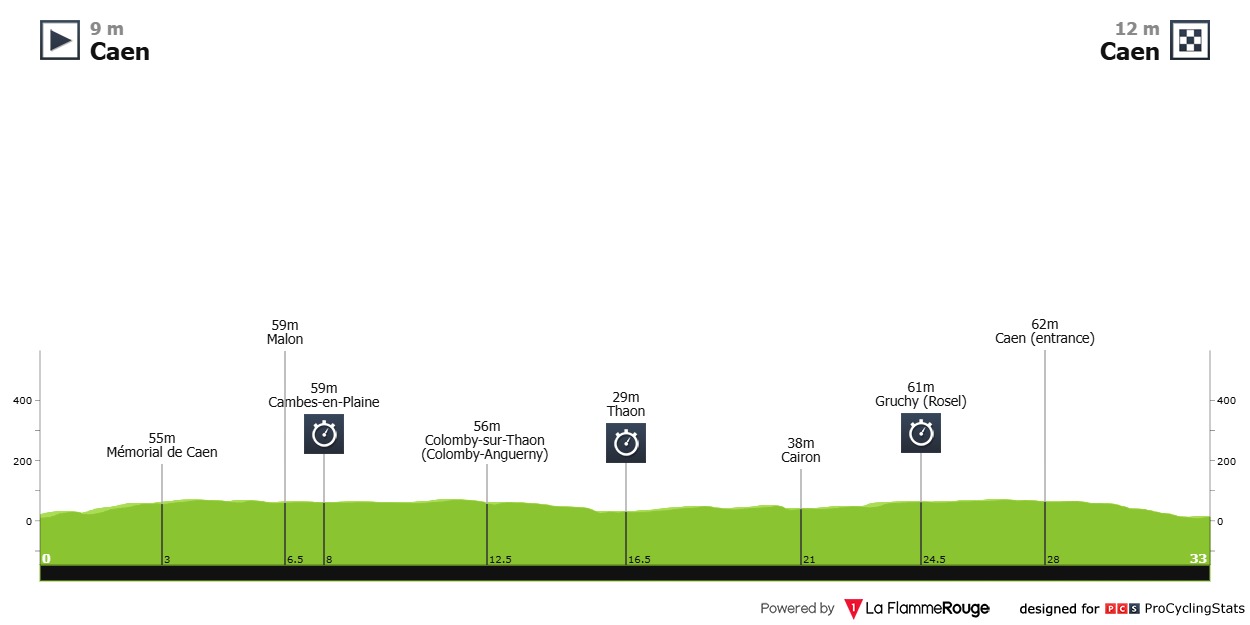 9 m
Caen
12 m
Caen
59m
Malon
62m
Caen (entrance)
59m
Cambes-en-Plaine
61m
Gruchy (Rosel)
29m
Thaon
56m
Colomby-sur-Thaon
(Colomby-Anguerny)
55m
Mémorial de Caen
38m
Cairon
400
200
0
400
200
0
0
3
6.5
8
12.5
16.5
21
24.5
28
33
Powered by La FlammeRouge designed for PCS ProCyclingStats